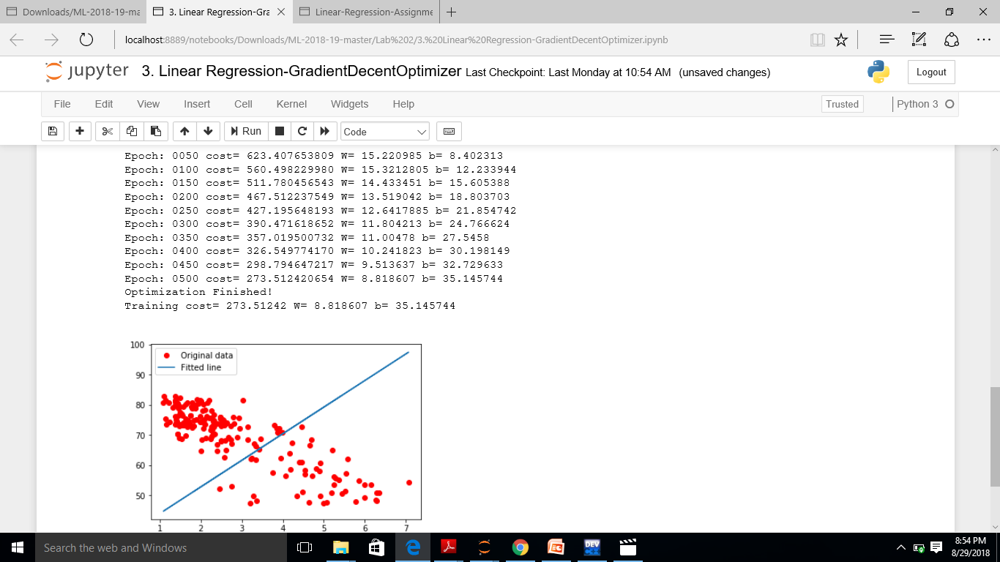 Downloads/ML-2018-19-ma
3. Linear Regression-Gra
Linear-Regression-Assignme
localhost:8889/notebooks/Downloads/ML-2018-19-master/Lab%202/3.%20Linear%20Regression-GradientDecentOptimizer.ipynb
jupyter 3. Linear Regression-GradientDecentOptimizer Last Checkpoint: Last Monday at 10:54 AM (unsaved changes)
Logout
File Edit View Insert Cell Kernel Widgets Help
Trusted Python 3
Run Code
Epoch: 0050 cost= 623.407653809 W= 15.220985 b= 8.402313
Epoch: 0100 cost= 560.498229980 W= 15.3212805 b= 12.233944
Epoch: 0150 cost= 511.780456543 W= 14.433451 b= 15.605388
Epoch: 0200 cost= 467.512237549 W= 13.519042 b= 18.803703
Epoch: 0250 cost= 427.195648193 W= 12.6417885 b= 21.854742
Epoch: 0300 cost= 390.471618652 W= 11.804213 b= 24.766624
Epoch: 0350 cost= 357.019500732 W= 11.00478 b= 27.5458
Epoch: 0400 cost= 326.549774170 W= 10.241823 b= 30.198149
Epoch: 0450 cost= 298.794647217 W= 9.513637 b= 32.729633
Epoch: 0500 cost= 273.512420654 W= 8.818607 b= 35.145744
Optimization Finished!
Training cost= 273.51242 W= 8.818607 b= 35.145744
100
90
80
70
60
50
Original data
Fitted line
1 2 3 4 5 6 7
Search the web and Windows
DEV
C++
8:54 PM
8/29/2018